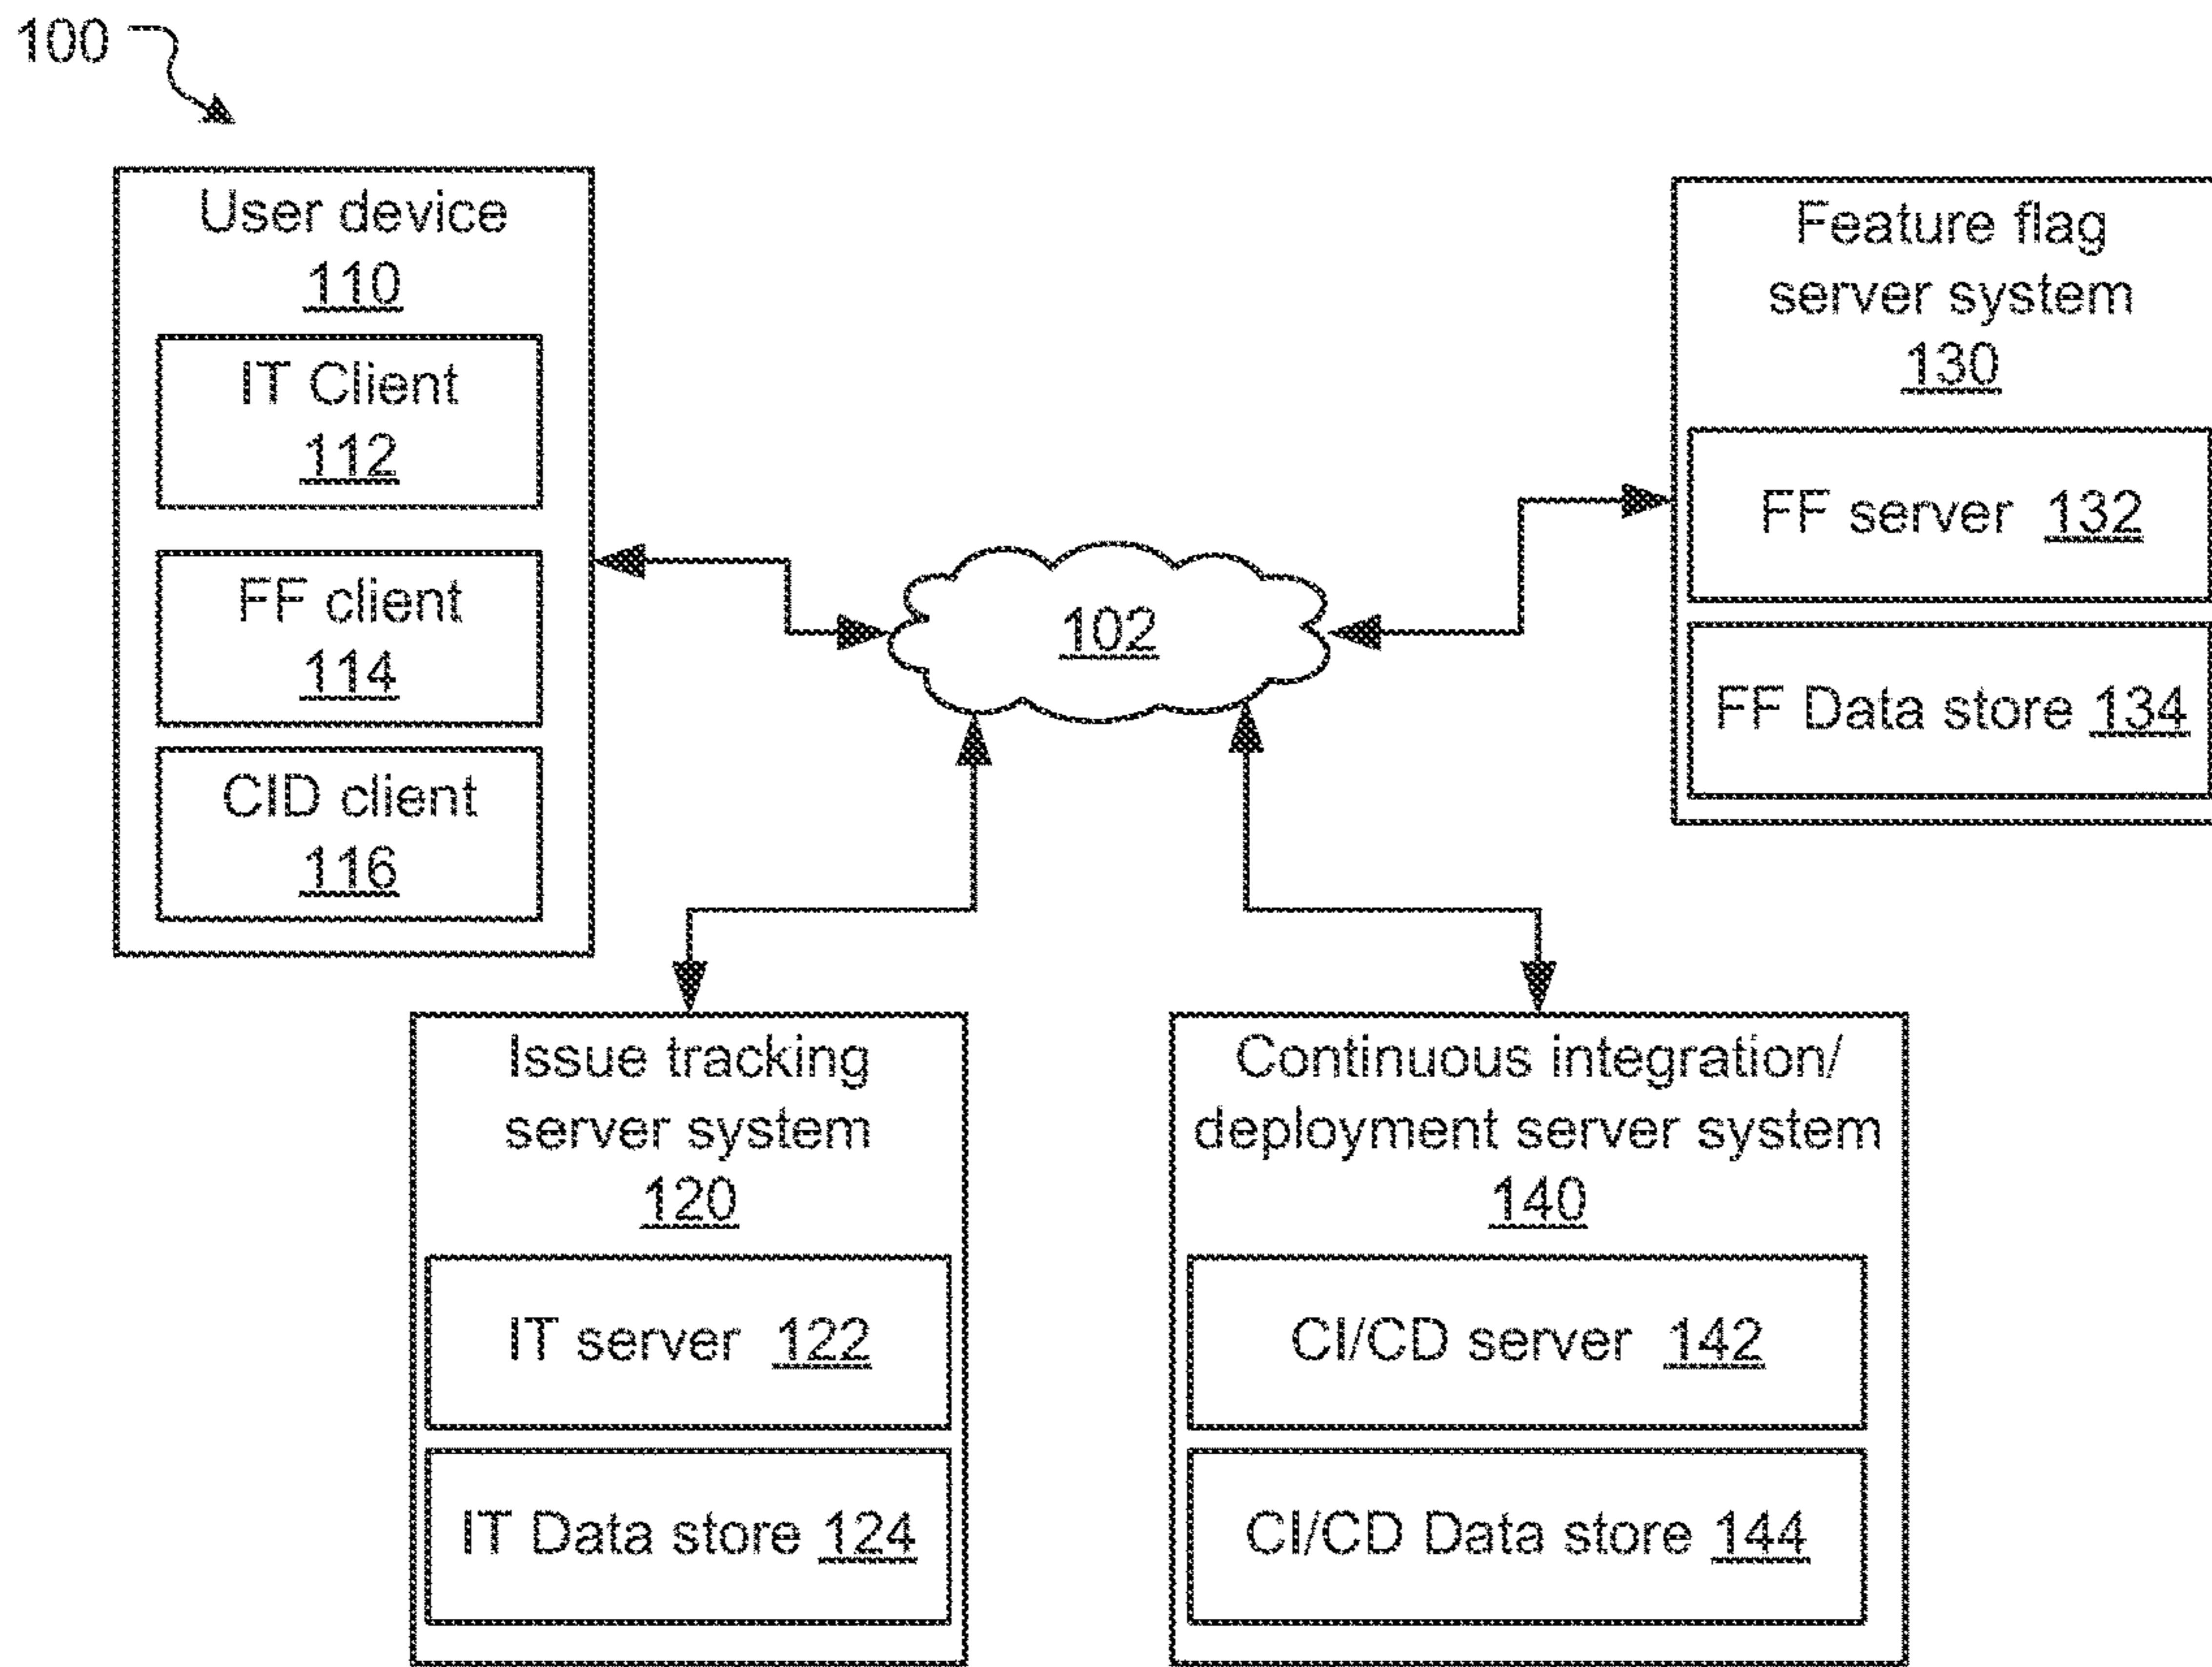 100
User device
110
IT Client
112
FF client
114
CID client
116
102
Feature flag
server system
130
FF server 132
FF Data store 134
Issue tracking
server system
120
IT server 122
IT Data store 124
Continuous integration/
deployment server system
140
CI/CD server 142
CI/CD Data store 144